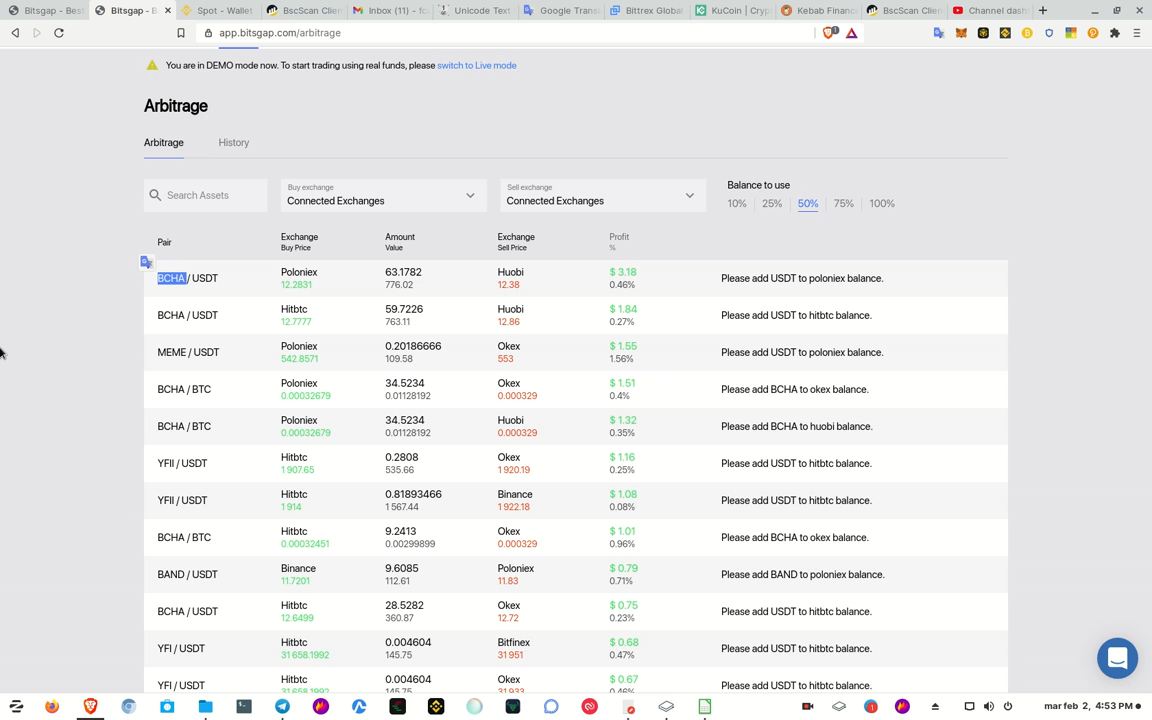 Bitsgap - Best
Bitsgap - B
Spot - Wallet
BscScan Clien
Inbox (11) - fc
Unicode Text
Google Trans
Bittrex Global
KuCoin | Cryp
Kebab Financ
BscScan Clien
Channel dash
app.bitsgap.com/arbitrage
You are in DEMO mode now. To start trading using real funds, please switch to Live mode
Arbitrage
Arbitrage History
Search Assets
Buy exchange
Connected Exchanges
Sell exchange
Connected Exchanges
Balance to use
10% 25% 50% 75% 100%
Pair
Exchange
Buy Price
Amount
Value
Exchange
Sell Price
Profit
%
BCHA / USDT
Poloniex
12.2831
63.1782
776.02
Huobi
12.38
$ 3.18
0.46%
Please add USDT to poloniex balance.
BCHA / USDT
Hitbtc
12.7777
59.7226
763.11
Huobi
12.86
$ 1.84
0.27%
Please add USDT to hitbtc balance.
MEME / USDT
Poloniex
542.8571
0.20186666
109.58
Okex
553
$ 1.55
1.56%
Please add USDT to poloniex balance.
BCHA / BTC
Poloniex
0.00032679
34.5234
0.01128192
Okex
0.000329
$ 1.51
0.4%
Please add BCHA to okex balance.
BCHA / BTC
Poloniex
0.00032679
34.5234
0.01128192
Huobi
0.000329
$ 1.32
0.35%
Please add BCHA to huobi balance.
YFII / USDT
Hitbtc
1 907.65
0.2808
535.66
Okex
1 920.19
$ 1.16
0.25%
Please add USDT to hitbtc balance.
YFII / USDT
Hitbtc
1 914
0.81893466
1 567.44
Binance
1 922.18
$ 1.08
0.08%
Please add USDT to hitbtc balance.
BCHA / BTC
Hitbtc
0.00032451
9.2413
0.00299899
Okex
0.000329
$ 1.01
0.96%
Please add BCHA to okex balance.
BAND / USDT
Binance
11.7201
9.6085
112.61
Poloniex
11.83
$ 0.79
0.71%
Please add BAND to poloniex balance.
BCHA / USDT
Hitbtc
12.6499
28.5282
360.87
Okex
12.72
$ 0.75
0.23%
Please add USDT to hitbtc balance.
YFI / USDT
Hitbtc
31 658.1992
0.004604
145.75
Bitfinex
31 951
$ 0.68
0.47%
Please add USDT to hitbtc balance.
YFI / USDT
Hitbtc
31 658.1992
0.004604
145.75
Okex
31 933
$ 0.67
0.46%
Please add USDT to hitbtc balance.
mar feb 2, 4:53 PM